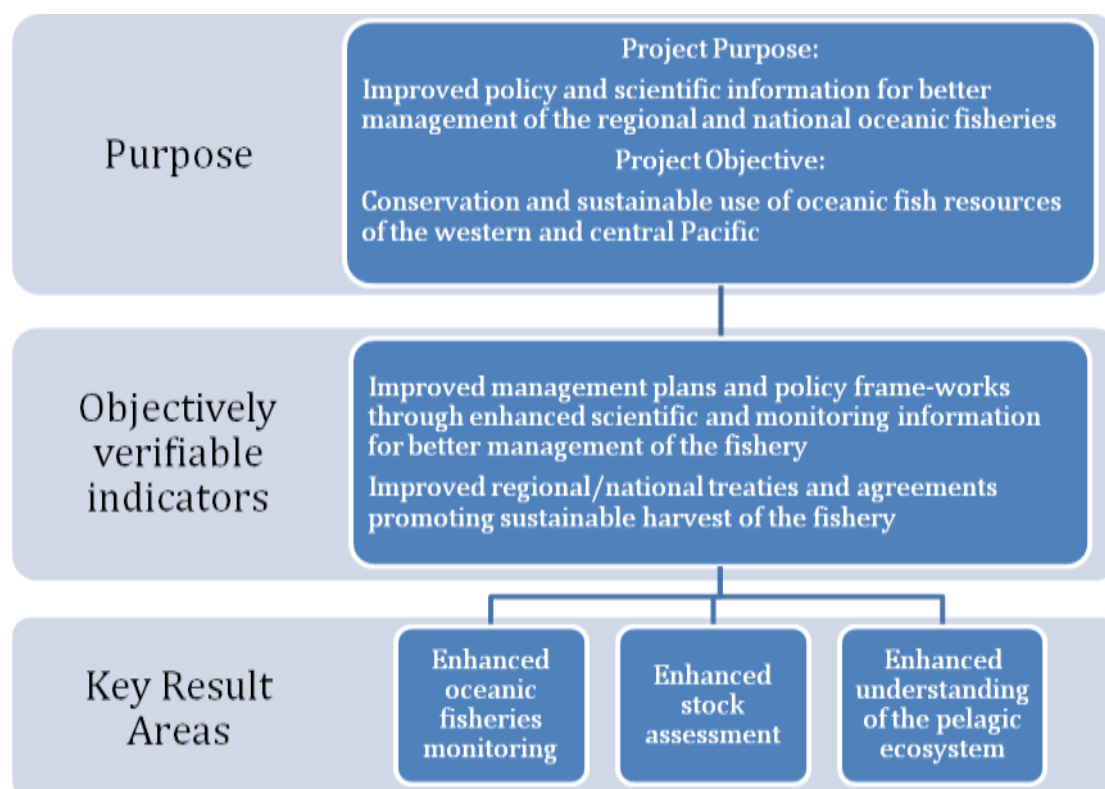 Purpose
Project Purpose:
Improved policy and scientific information for better
management of the regional and national oceanic fisheries
Project Objective:
Conservation and sustainable use of oceanic fish resources
of the western and central Pacific
Objectively
verifiable
indicators
Improved management plans and policy frame-works
through enhanced scientific and monitoring information
for better management of the fishery
Improved regional/national treaties and agreements
promoting sustainable harvest of the fishery
Key Result
Areas
Enhanced
oceanic
fisheries
monitoring
Enhanced
stock
assessment
Enhanced
understanding
of the pelagic
ecosystem